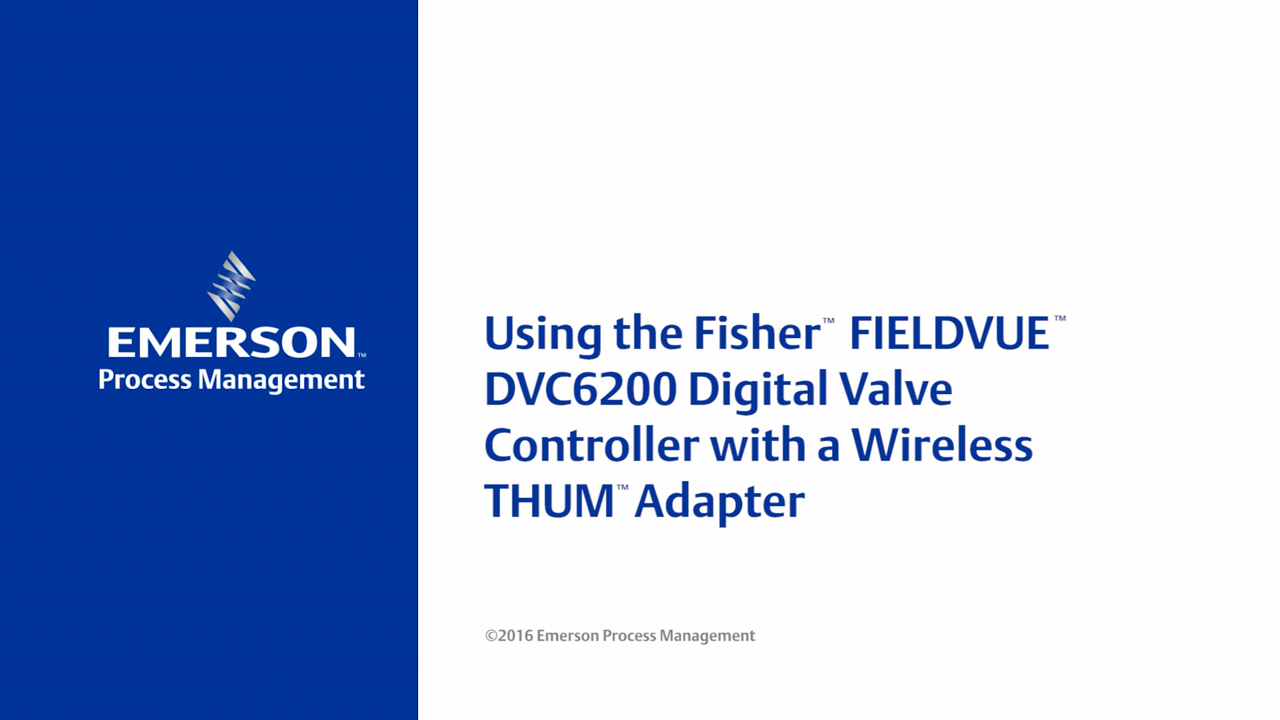 EMERSON™
Process Management
Using the Fisher™ FIELDVUE™
DVC6200 Digital Valve
Controller with a Wireless
THUM™ Adapter
©2016 Emerson Process Management